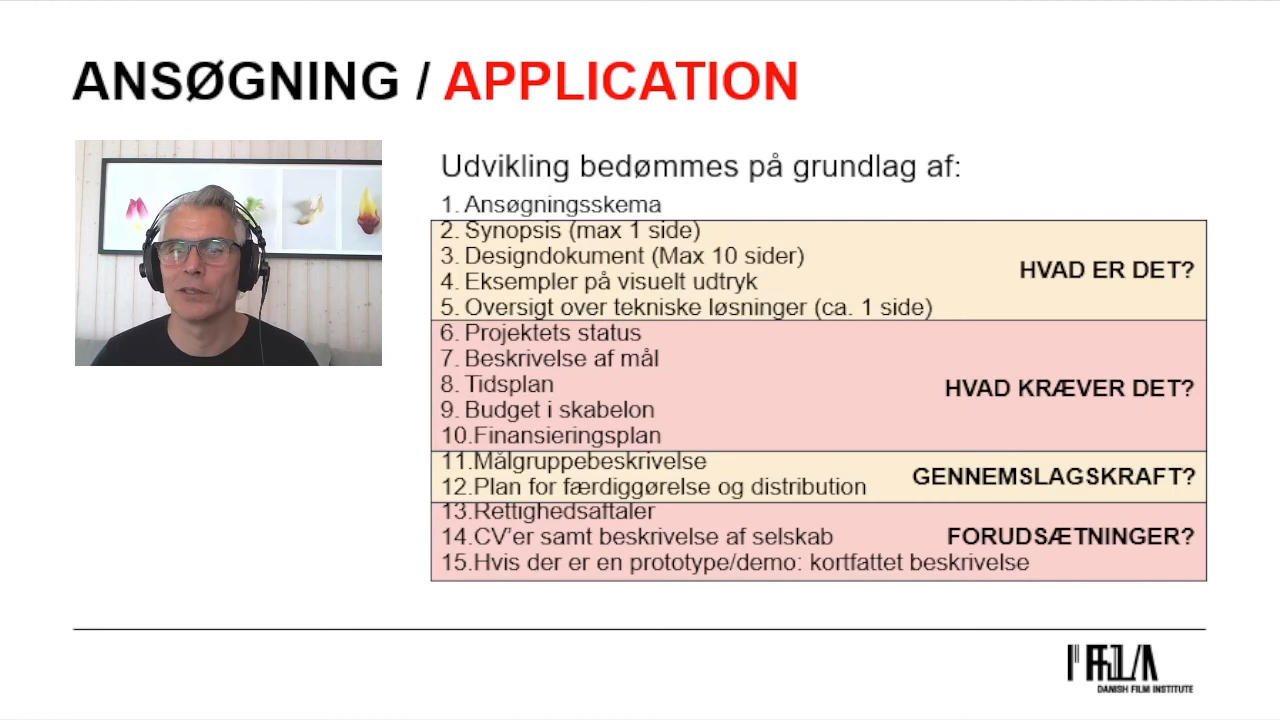 ANSØGNING / APPLICATION
Udvikling bedømmes på grundlag af:
1. Ansøgningsskema
2. Synopsis (max 1 side)
3. Designdokument (Max 10 sider)
4. Eksempler på visuelt udtryk
5. Oversigt over tekniske løsninger (ca. 1 side)
HVAD ER DET?
6. Projektets status
7. Beskrivelse af mål
8. Tidsplan
9. Budget i skabelon
10.Finansieringsplan
HVAD KRÆVER DET?
11.Målgruppebeskrivelse
12.Plan for færdiggørelse og distribution
GENNEMSLAGSKRAFT?
13.Rettighedsaftaler
14.CV'er samt beskrivelse af selskab
15.Hvis der er en prototype/demo: kortfattet beskrivelse
FORUDSÆTNINGER?
DANISH FILM INSTITUTE